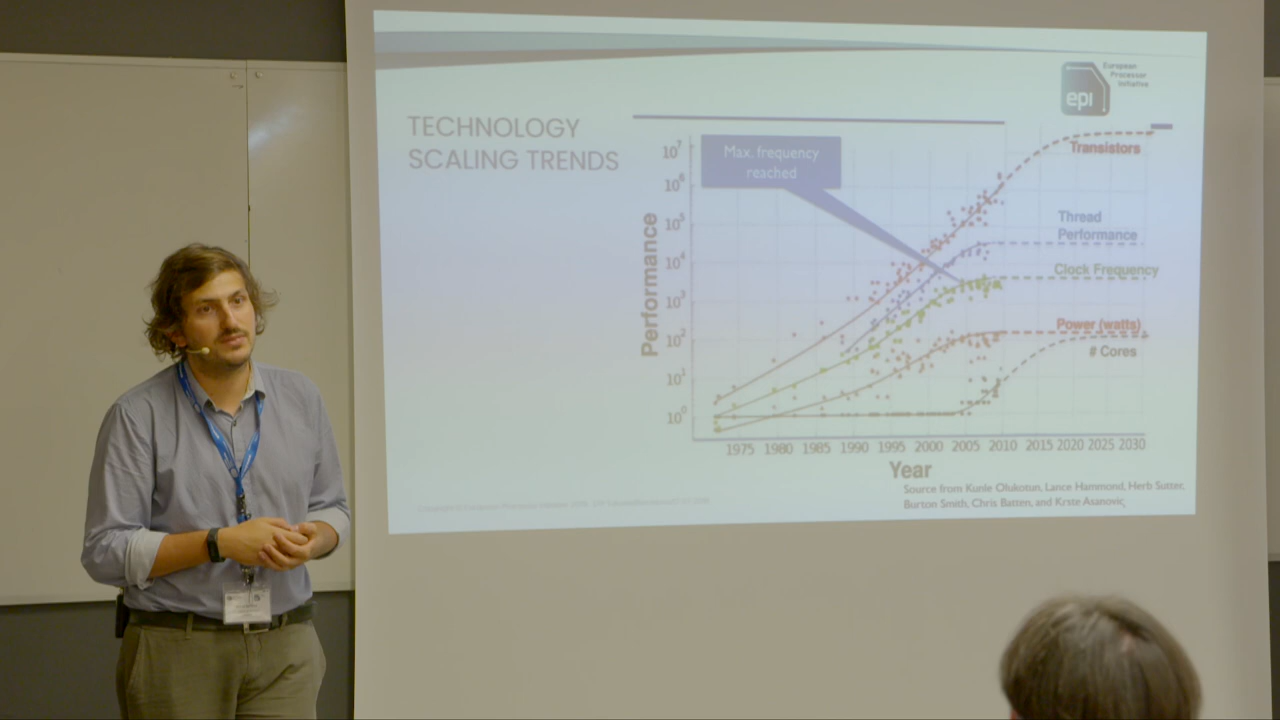 European
Processor
Initiative
epi
TECHNOLOGY
SCALING TRENDS
Max. frequency
reached
Performance
10⁷
10⁶
10⁵
10⁴
10³
10²
10¹
10⁰
Transistors
Thread
Performance
Clock Frequency
Power (watts)
# Cores
1975 1980 1985 1990 1995 2000 2005 2010 2015 2020 2025 2030
Year
Source from Kunle Olukotun, Lance Hammond, Herb Sutter,
Burton Smith, Chris Batten, and Krste Asanoviç